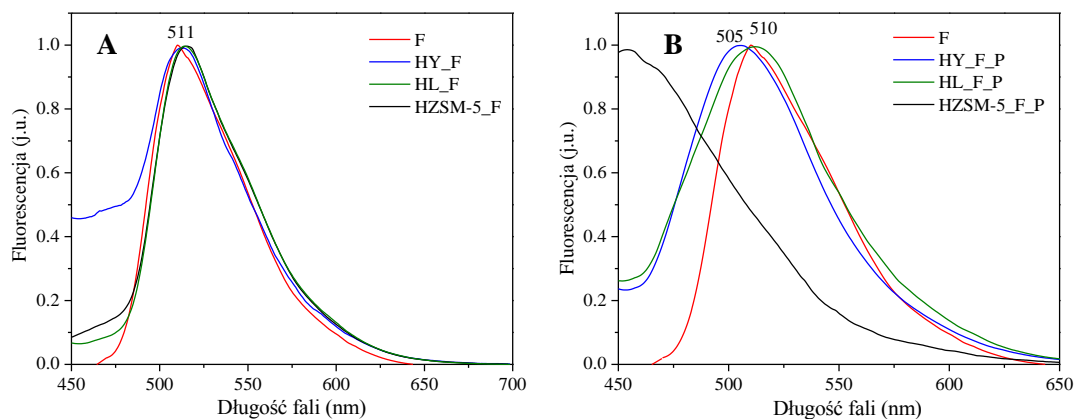 A
511
F
HY_F
HL_F
HZSM-5_F
1.0
0.8
0.6
0.4
0.2
0.0
Fluorescencja (j.u.)
450 500 550 600 650 700
Długość fali (nm)
B
505 510
F
HY_F_P
HL_F_P
HZSM-5_F_P
1.0
0.8
0.6
0.4
0.2
0.0
Fluorescencja (j.u.)
450 500 550 600 650
Długość fali (nm)